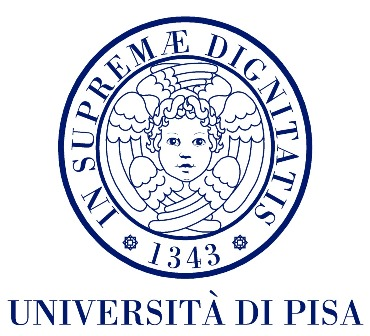 IN SUPREMÆ DIGNITATIS
1343
UNIVERSITÀ DI PISA